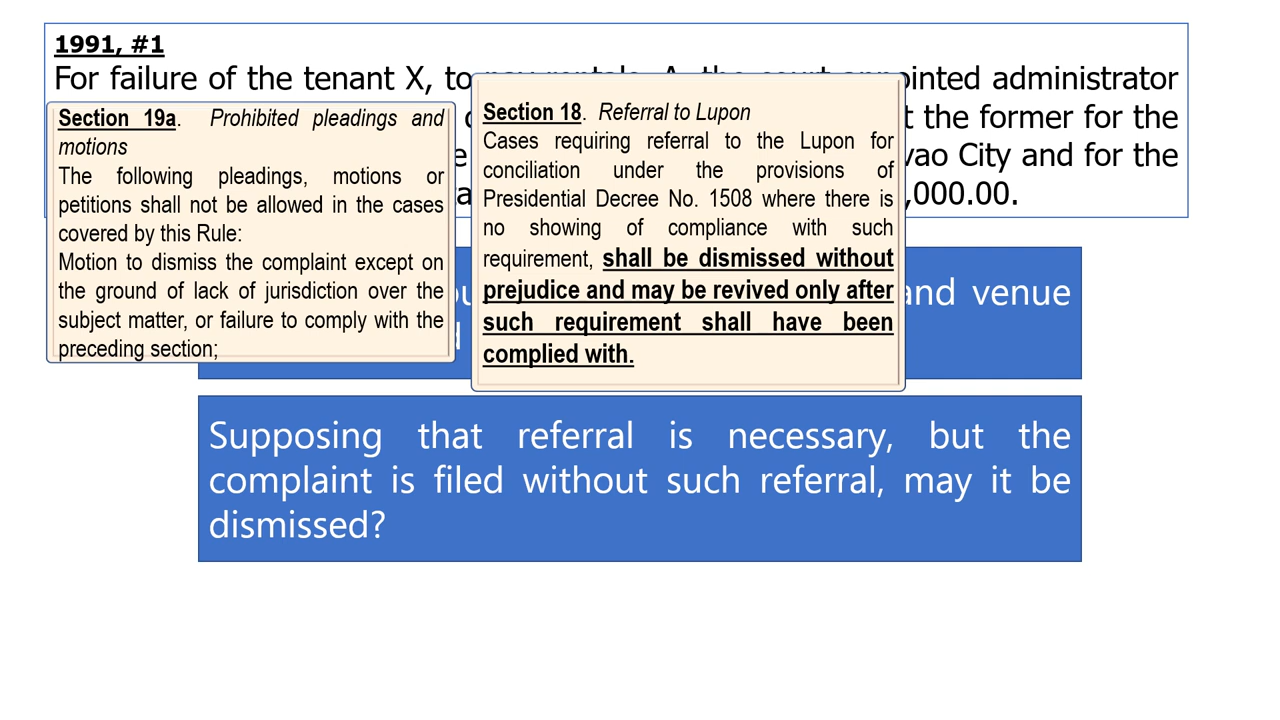 1991, #1
For failure of the tenant X, to pay rentals, A, the court appointed administrator
t the former for the
vao City and for the
,000.00.
Section 19a. Prohibited pleadings and
motions
The following pleadings, motions or
petitions shall not be allowed in the cases
covered by this Rule:
Motion to dismiss the complaint except on
the ground of lack of jurisdiction over the
subject matter, or failure to comply with the
preceding section;
Section 18. Referral to Lupon
Cases requiring referral to the Lupon for
conciliation under the provisions of
Presidential Decree No. 1508 where there is
no showing of compliance with such
requirement, shall be dismissed without
prejudice and may be revived only after
such requirement shall have been
complied with.
and venue
Supposing that referral is necessary, but the
complaint is filed without such referral, may it be
dismissed?